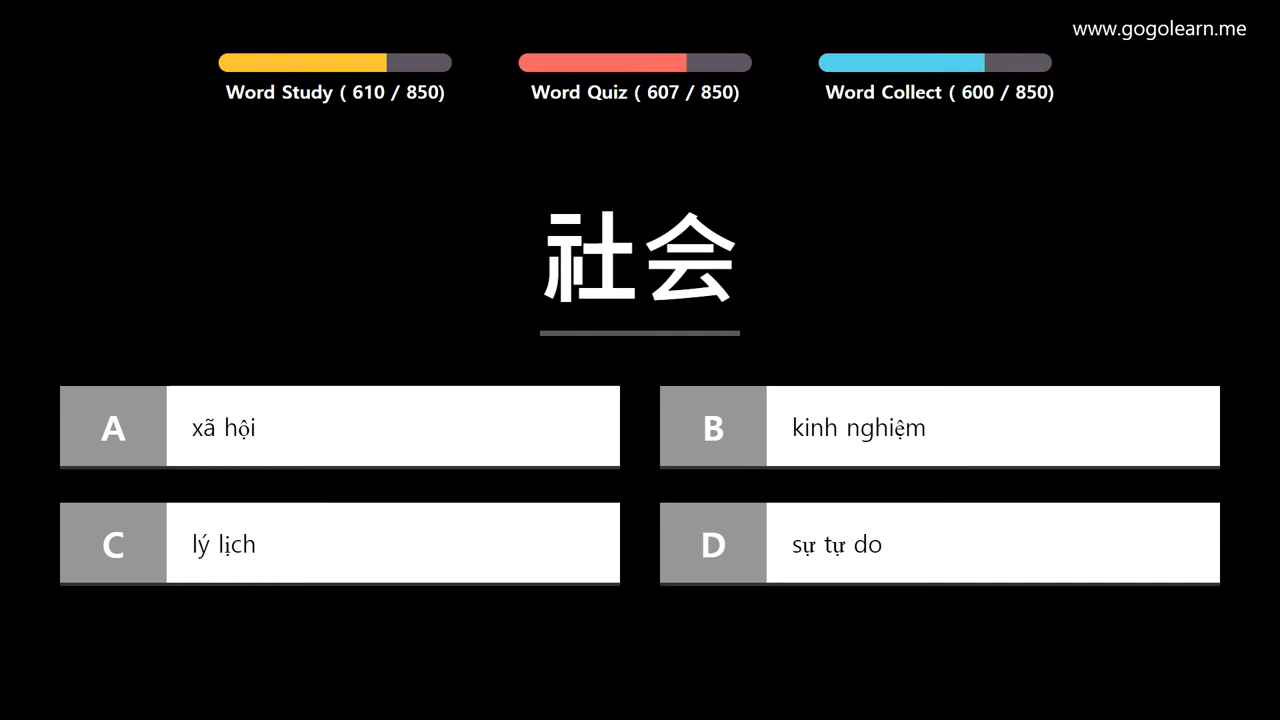 www.gogolearn.me
Word Study ( 610 / 850)
Word Quiz ( 607 / 850)
Word Collect ( 600 / 850)
社会
A xã hội
B kinh nghiệm
C lý lịch
D sự tự do